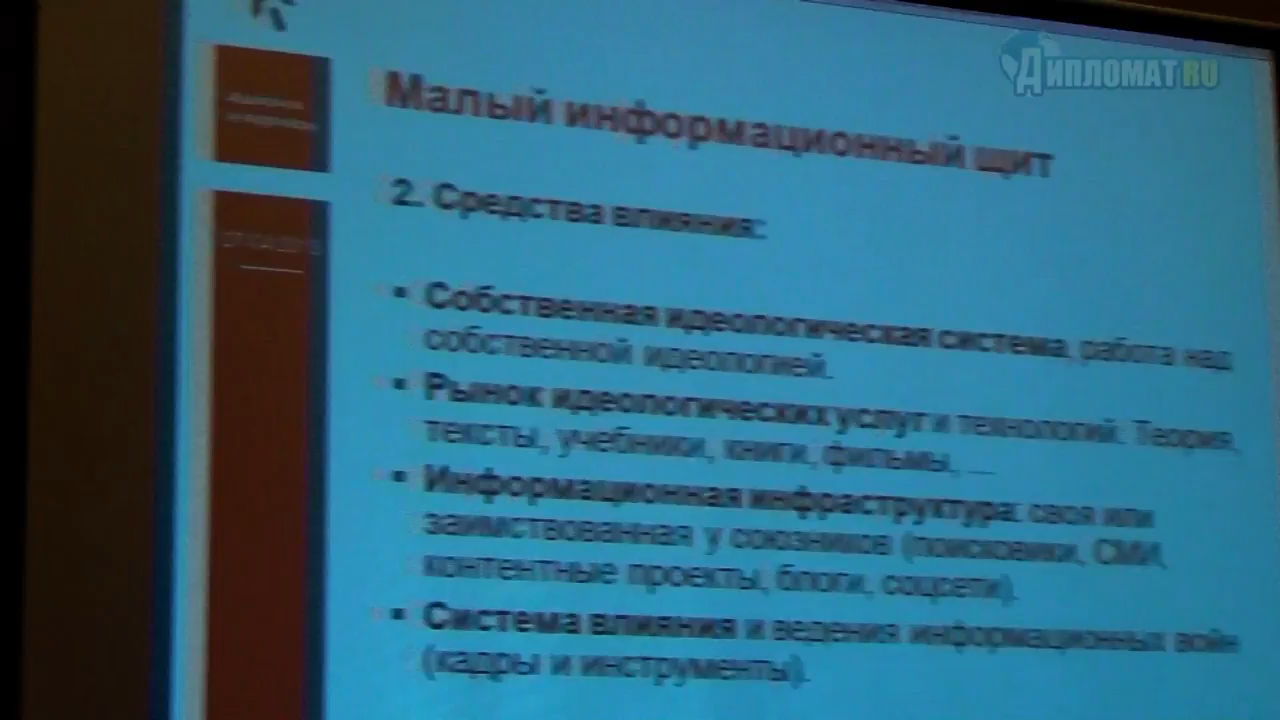 ДИПЛОМАТ.RU
Малый информационный щит
2. Средства влияния:
▪ Собственная идеологическая система, работа над
собственной идеологией.
▪ Рынок идеологических услуг и технологий. Теория,
тексты, учебники, книги, фильмы, ...
▪ Информационная инфраструктура: своя или
заимствованная у союзников (поисковики, СМИ,
контентные проекты, блоги, соцсети).
▪ Система влияния и ведения информационных войн
(кадры и инструменты).